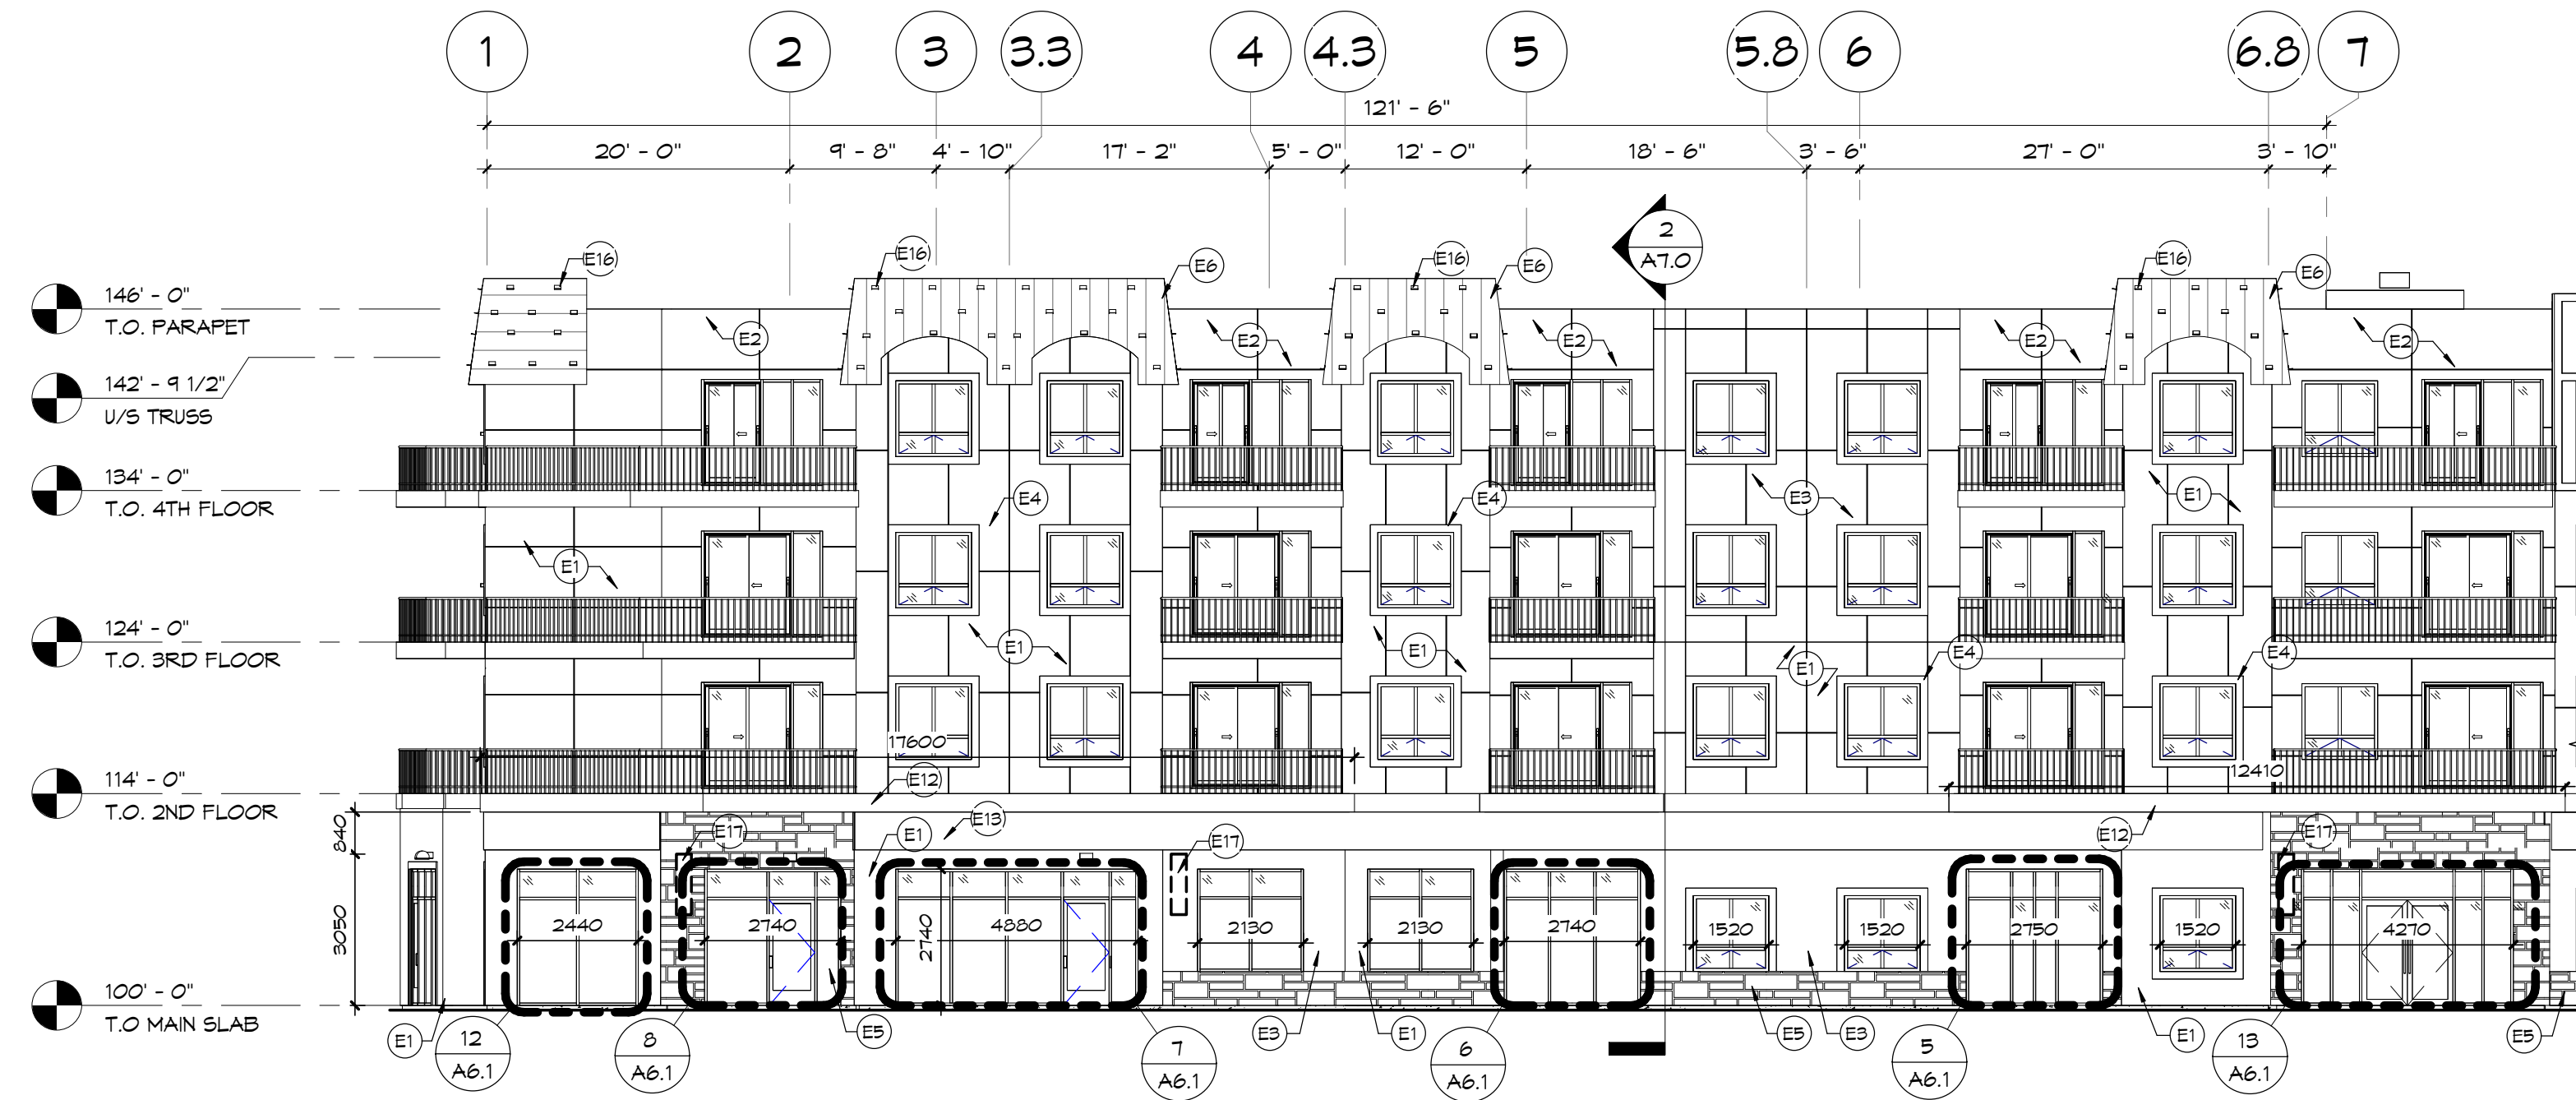 1 2 3 3.3 4 4.3 5 5.8 6 6.8 7
121' - 6"
20' - 0" 9' - 8" 4' - 10" 17' - 2" 5' - 0" 12' - 0" 18' - 6" 3' - 6" 27' - 0" 3' - 10"
2
A7.0
E16 E16 E6 E16 E6 E16 E6
146' - 0"
T.O. PARAPET
E2 E2 E2 E2 E2
142' - 9 1/2"
U/S TRUSS
134' - 0"
T.O. 4TH FLOOR
E4 E4 E3 E1
E1
124' - 0"
T.O. 3RD FLOOR
E1 E1 E1 E4 E4
17600
12410
114' - 0"
T.O. 2ND FLOOR
E12
E13 E12
840
E17 E1 E17 E17
3050
2440 2740 2740 4880 2130 2130 2740 1520 1520 2750 1520 4270
100' - 0"
T.O MAIN SLAB
E1 E5 E3 E1 E5 E3 E1 E5
12
A6.1
8
A6.1
7
A6.1
6
A6.1
5
A6.1
13
A6.1